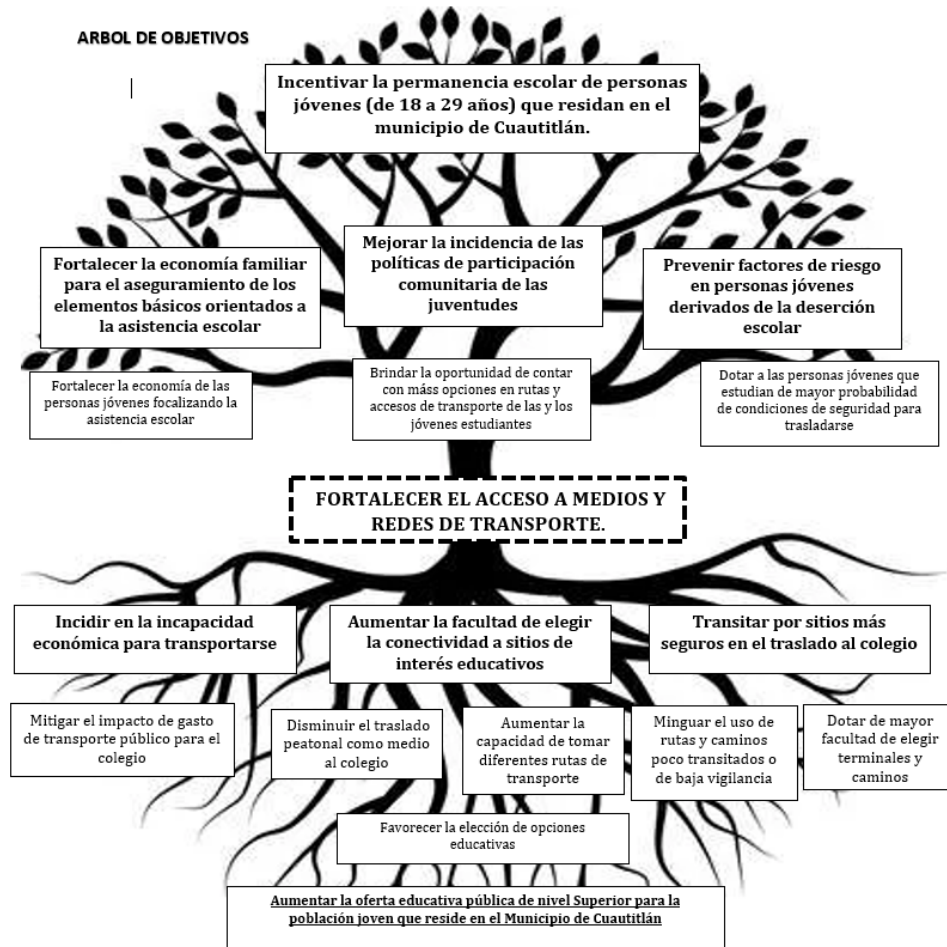 ARBOL DE OBJETIVOS
Incentivar la permanencia escolar de personas
jóvenes (de 18 a 29 años) que residan en el
municipio de Cuautitlán.
Fortalecer la economía familiar
para el aseguramiento de los
elementos básicos orientados a
la asistencia escolar
Mejorar la incidencia de las
políticas de participación
comunitaria de las
juventudes
Prevenir factores de riesgo
en personas jóvenes
derivados de la deserción
escolar
Fortalecer la economía de las
personas jóvenes focalizando la
asistencia escolar
Brindar la oportunidad de contar
con máss opciones en rutas y
accesos de transporte de las y los
jóvenes estudiantes
Dotar a las personas jóvenes que
estudian de mayor probabilidad
de condiciones de seguridad para
trasladarse
FORTALECER EL ACCESO A MEDIOS Y
REDES DE TRANSPORTE.
Incidir en la incapacidad
económica para transportarse
Aumentar la facultad de elegir
la conectividad a sitios de
interés educativos
Transitar por sitios más
seguros en el traslado al colegio
Mitigar el impacto de gasto
de transporte público para el
colegio
Disminuir el traslado
peatonal como medio
al colegio
Aumentar la
capacidad de tomar
diferentes rutas de
transporte
Minguar el uso de
rutas y caminos
poco transitados o
de baja vigilancia
Dotar de mayor
facultad de elegir
terminales y
caminos
Favorecer la elección de opciones
educativas
Aumentar la oferta educativa pública de nivel Superior para la
población joven que reside en el Municipio de Cuautitlán